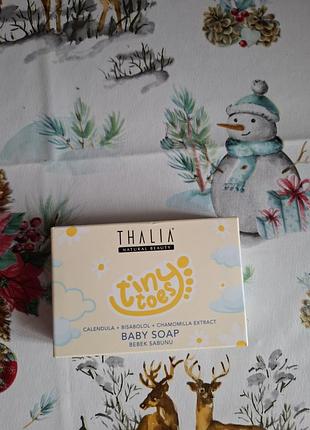 THALIA
NATURAL BEAUTY
tiny
toes
CALENDULA + BISABOLOL + CHAMOMILLA EXTRACT
BABY SOAP
BEBEK SABUNU